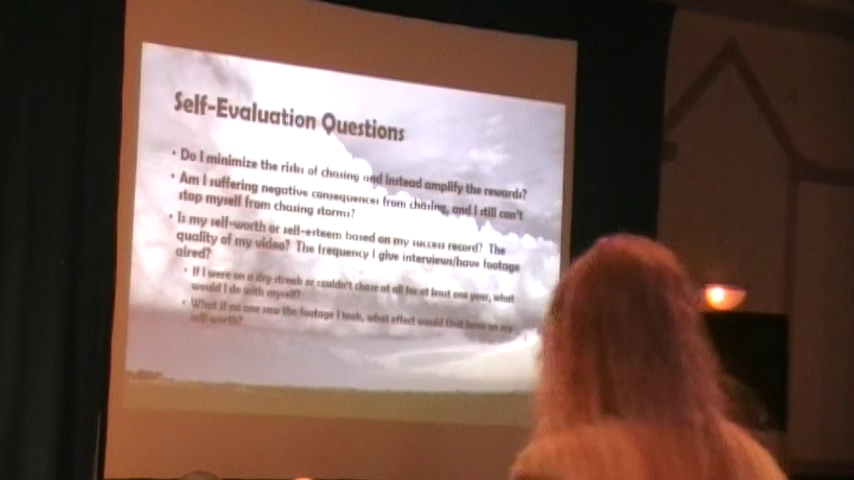 Self-Evaluation Questions
• Do I minimize the risks of chasing and instead amplify the rewards?
• Am I suffering negative consequences from chasing, and I still can't
stop myself from chasing storms?
• Is my self-worth or self-esteem based on my success record? The
quality of my video? The frequency I give interviews/have footage
aired?
• If I were on a dry streak or couldn't chase at all for at least one year, what
would I do with myself?
• What if no one saw the footage I took, what effect would that have on my
self-worth?